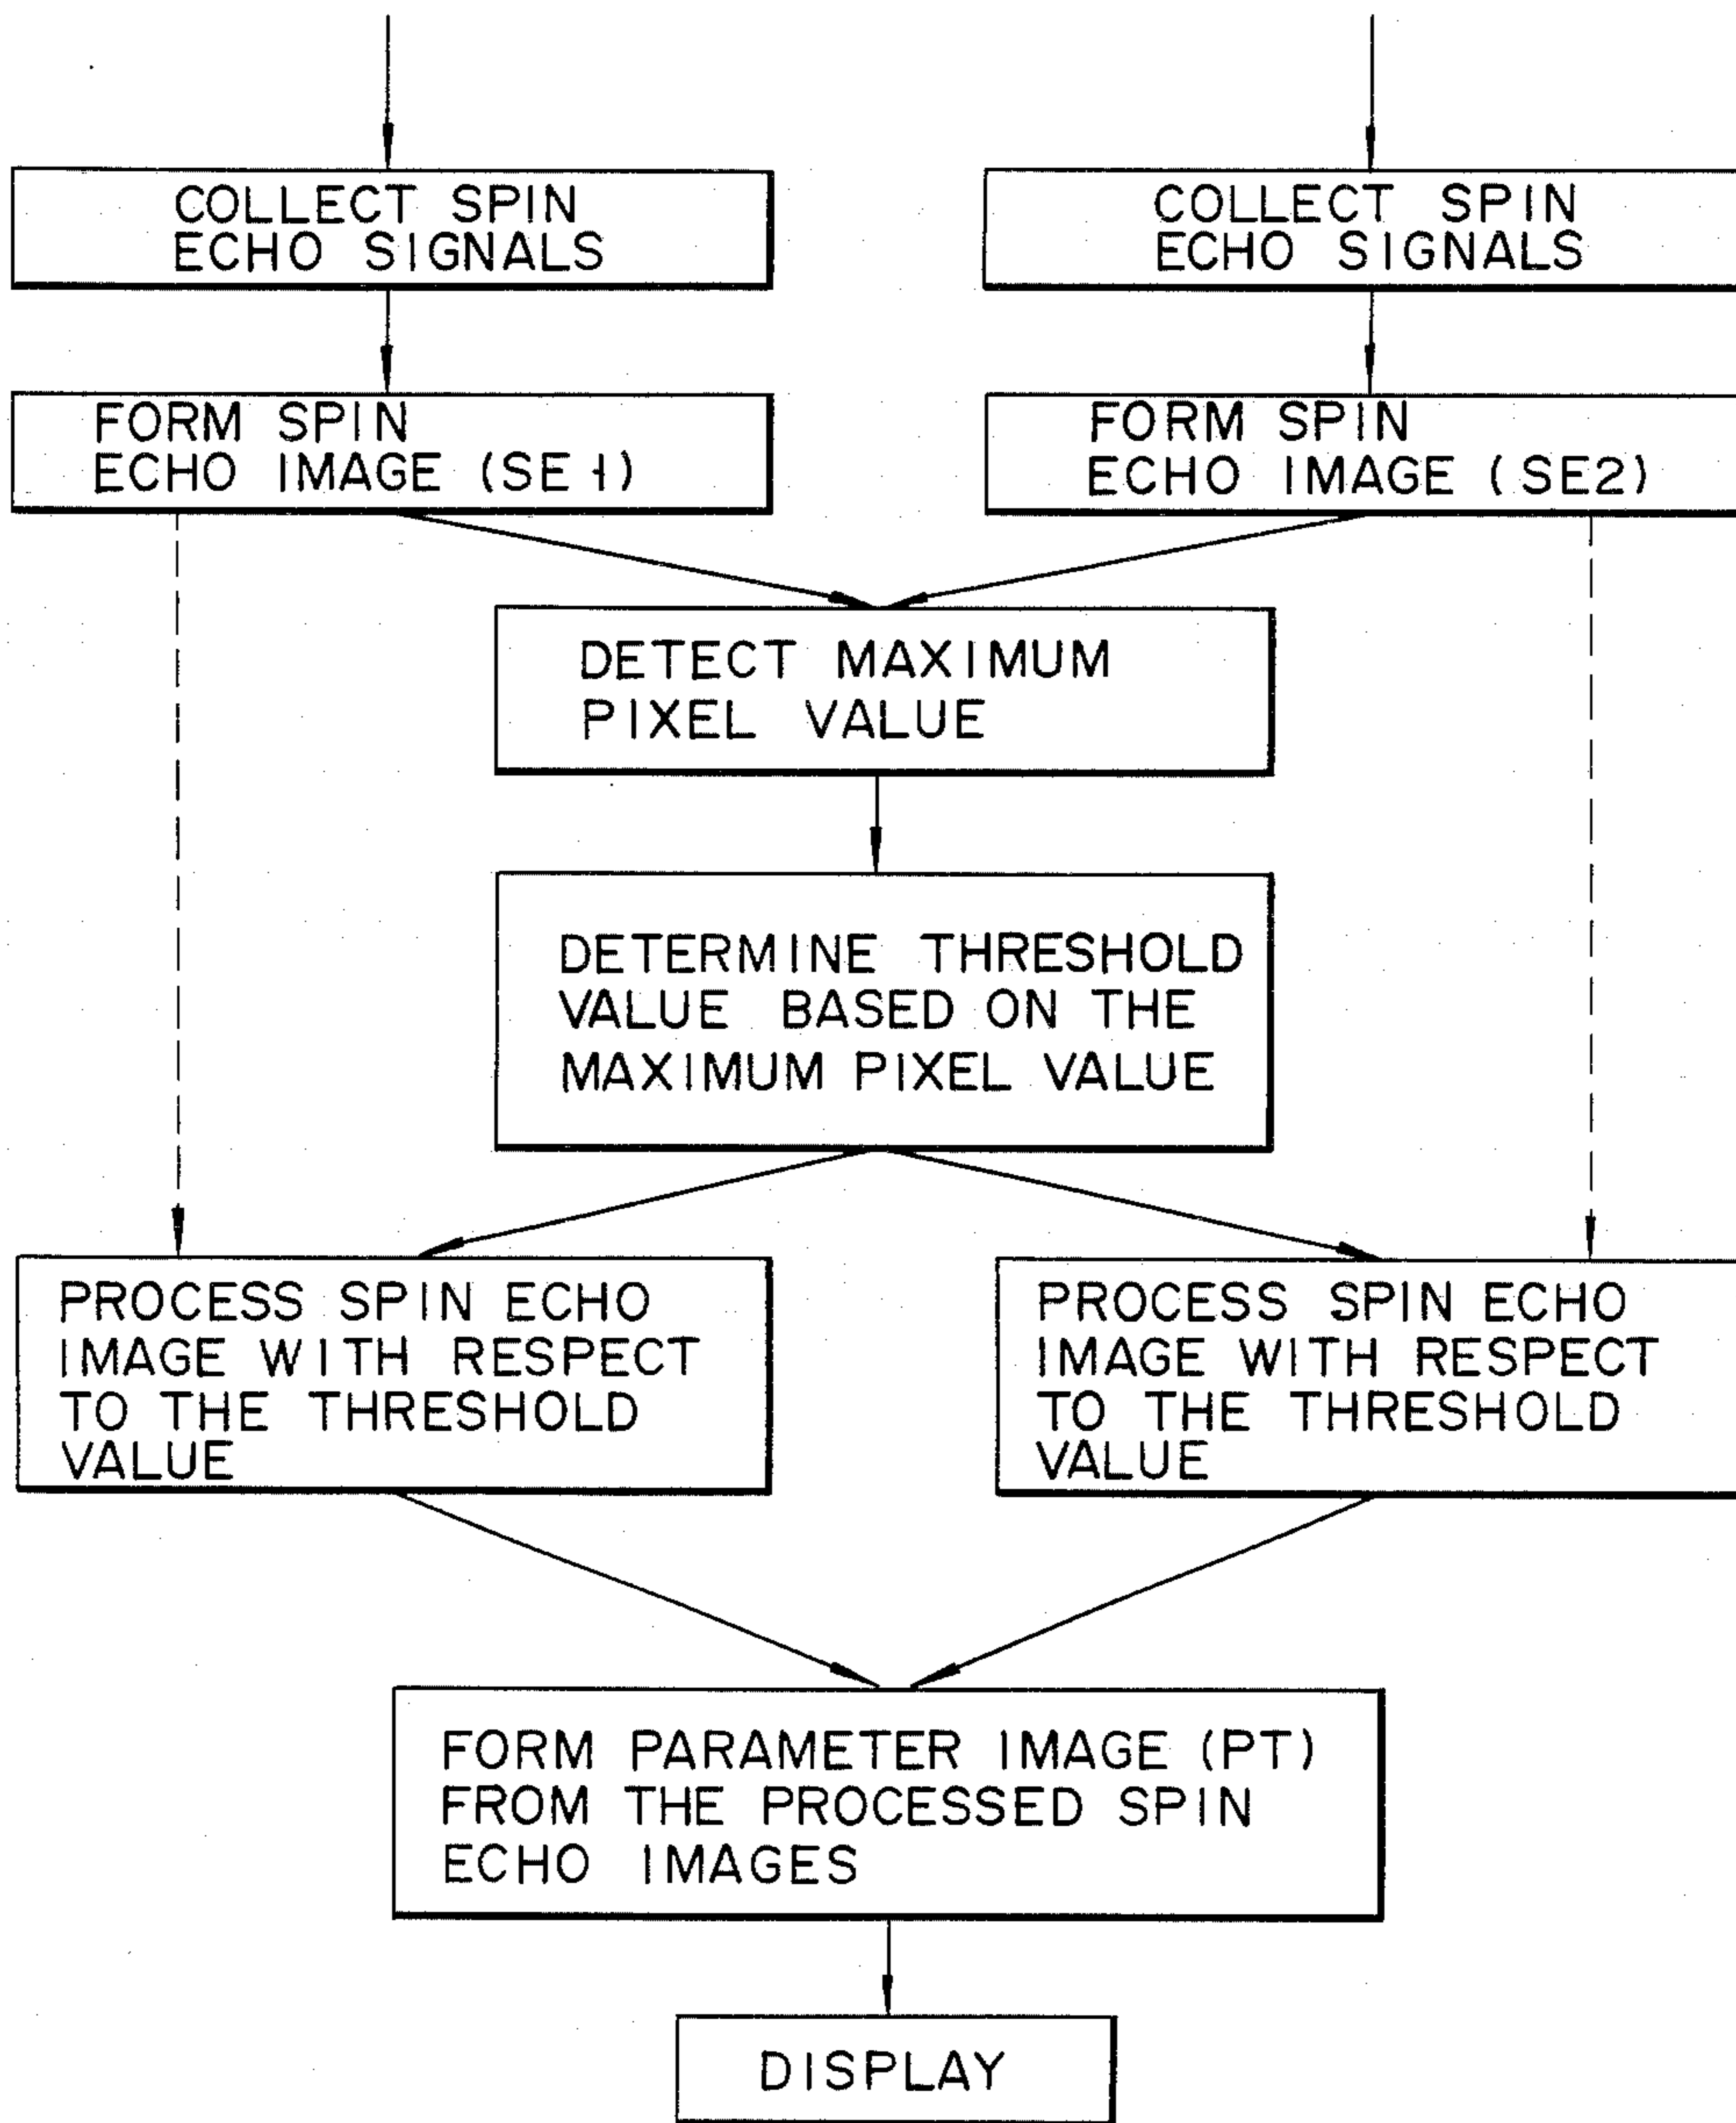 COLLECT SPIN
ECHO SIGNALS
COLLECT SPIN
ECHO SIGNALS
FORM SPIN
ECHO IMAGE (SE1)
FORM SPIN
ECHO IMAGE (SE2)
DETECT MAXIMUM
PIXEL VALUE
DETERMINE THRESHOLD
VALUE BASED ON THE
MAXIMUM PIXEL VALUE
PROCESS SPIN ECHO
IMAGE WITH RESPECT
TO THE THRESHOLD
VALUE
PROCESS SPIN ECHO
IMAGE WITH RESPECT
TO THE THRESHOLD
VALUE
FORM PARAMETER IMAGE (PT)
FROM THE PROCESSED SPIN
ECHO IMAGES
DISPLAY